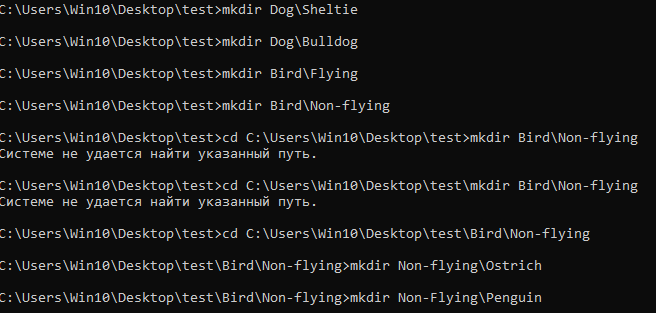 C:\Users\Win10\Desktop\test>mkdir Dog\Sheltie
C:\Users\Win10\Desktop\test>mkdir Dog\Bulldog
C:\Users\Win10\Desktop\test>mkdir Bird\Flying
C:\Users\Win10\Desktop\test>mkdir Bird\Non-flying
C:\Users\Win10\Desktop\test>cd C:\Users\Win10\Desktop\test>mkdir Bird\Non-flying
Системе не удается найти указанный путь.
C:\Users\Win10\Desktop\test>cd C:\Users\Win10\Desktop\test\mkdir Bird\Non-flying
Системе не удается найти указанный путь.
C:\Users\Win10\Desktop\test>cd C:\Users\Win10\Desktop\test\Bird\Non-flying
C:\Users\Win10\Desktop\test\Bird\Non-flying>mkdir Non-flying\Ostrich
C:\Users\Win10\Desktop\test\Bird\Non-flying>mkdir Non-Flying\Penguin